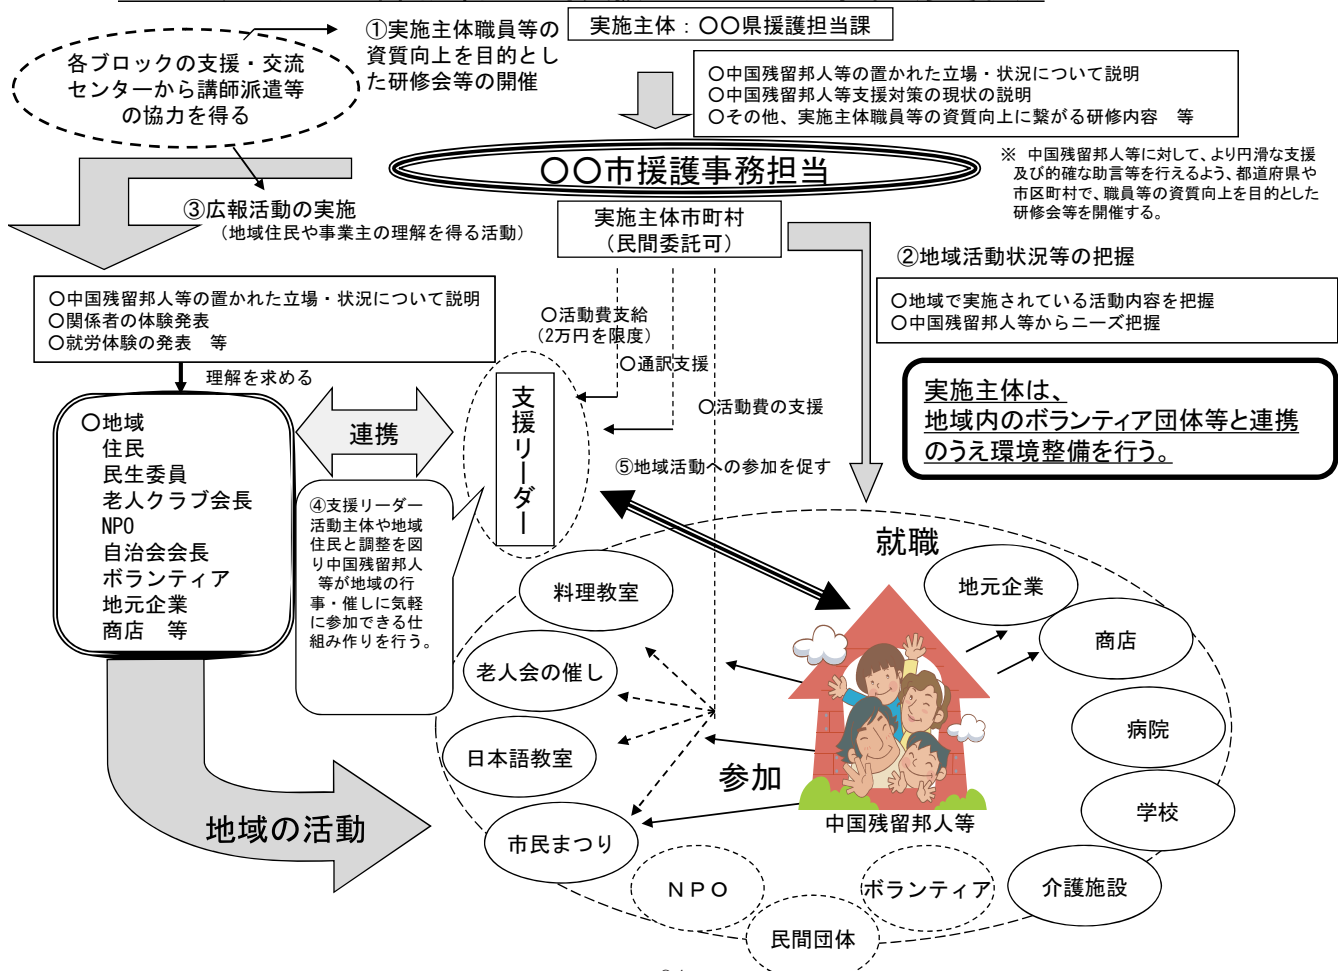 ①実施主体職員等の
資質向上を目的とし
た研修会等の開催
実施主体：〇〇県援護担当課
各ブロックの支援・交流
センターから講師派遣等
の協力を得る
〇中国残留邦人等の置かれた立場・状況について説明
〇中国残留邦人等支援対策の現状の説明
〇その他、実施主体職員等の資質向上に繋がる研修内容　等
〇〇市援護事務担当
※ 中国残留邦人等に対して、より円滑な支援
及び的確な助言等を行えるよう、都道府県や
市区町村で、職員等の資質向上を目的とした
研修会等を開催する。
③広報活動の実施
（地域住民や事業主の理解を得る活動）
実施主体市町村
（民間委託可）
②地域活動状況等の把握
〇中国残留邦人等の置かれた立場・状況について説明
〇関係者の体験発表
〇就労体験の発表　等
〇地域で実施されている活動内容を把握
〇中国残留邦人等からニーズ把握
〇活動費支給
（2万円を限度）
〇通訳支援
〇活動費の支援
理解を求める
実施主体は、
地域内のボランティア団体等と連携
のうえ環境整備を行う。
〇地域
住民
民生委員
老人クラブ会長
NPO
自治会会長
ボランティア
地元企業
商店　等
連携
支援リーダー
⑤地域活動への参加を促す
④支援リーダー
活動主体や地域
住民と調整を図
り中国残留邦人
等が地域の行
事・催しに気軽
に参加できる仕
組み作りを行う。
就職
料理教室
地元企業
商店
老人会の催し
病院
日本語教室
参加
学校
中国残留邦人等
地域の活動
市民まつり
ＮＰＯ
ボランティア
介護施設
民間団体